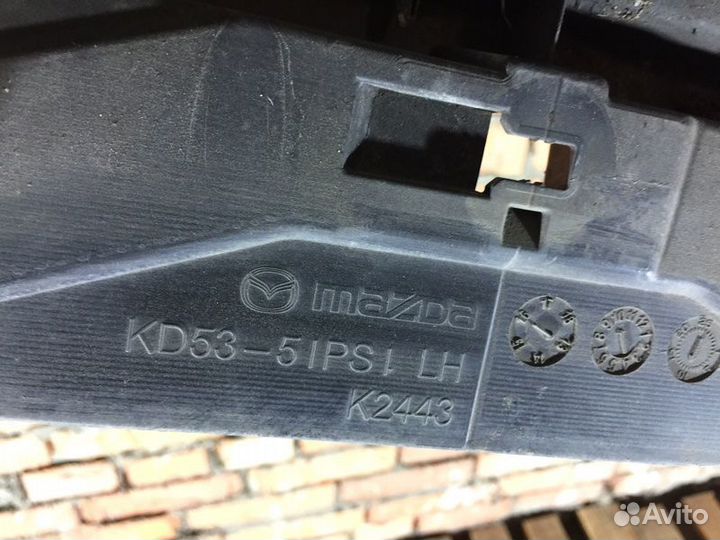 mazda
KD53-51PS1 LH
K2443
Avito